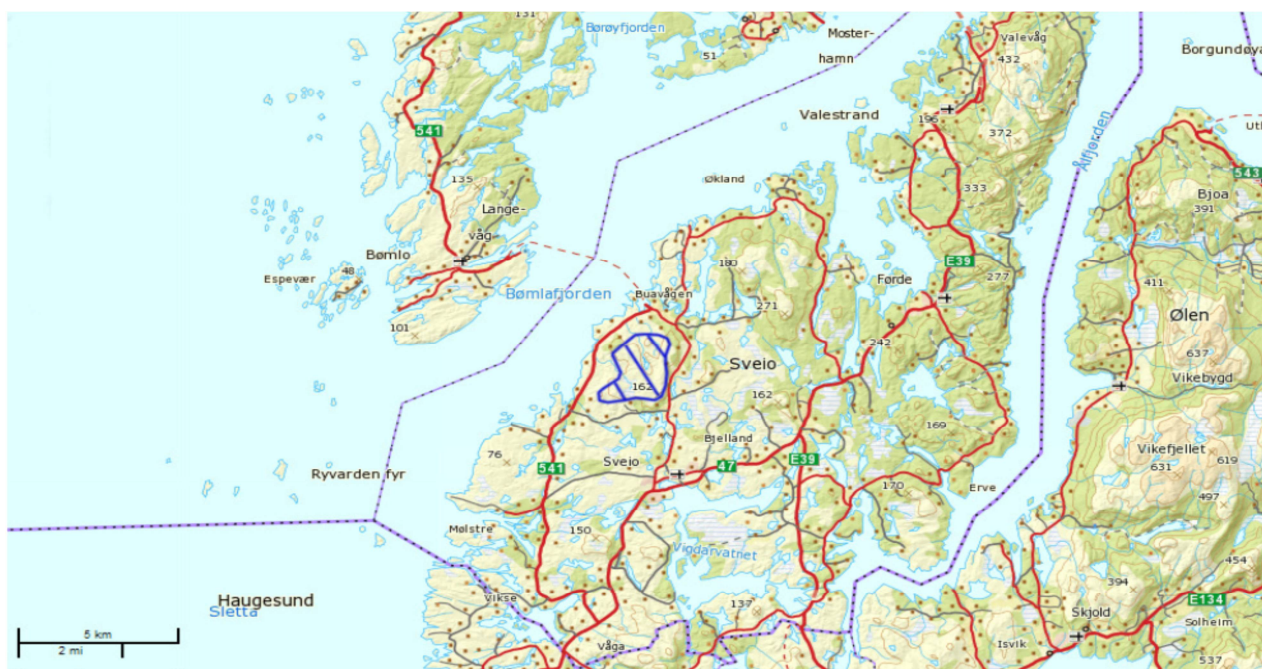 131
Børøyfjorden
51
Moster-
hamn
Valevåg
432
Borgundøya
541
Valestrand
196
372
Ålfjorden
135
Økland
333
543
Bjoa
391
Lange-
våg
Bømlo
180
E39
277
Førde
Espevær
48
Bømlafjorden
Buavågen
271
411
Ølen
101
242
637
Sveio
162
162
Vikebygd
Bjelland
169
76
Sveio
541
47
E39
Vikefjellet
631
619
Ryvarden fyr
170
Erve
497
Mølstre
150
Vigdarvatnet
454
394
Haugesund
Sletta
Vikse
137
E134
Skjold
Solheim
5 km
2 mi
Våga
Isvik
537